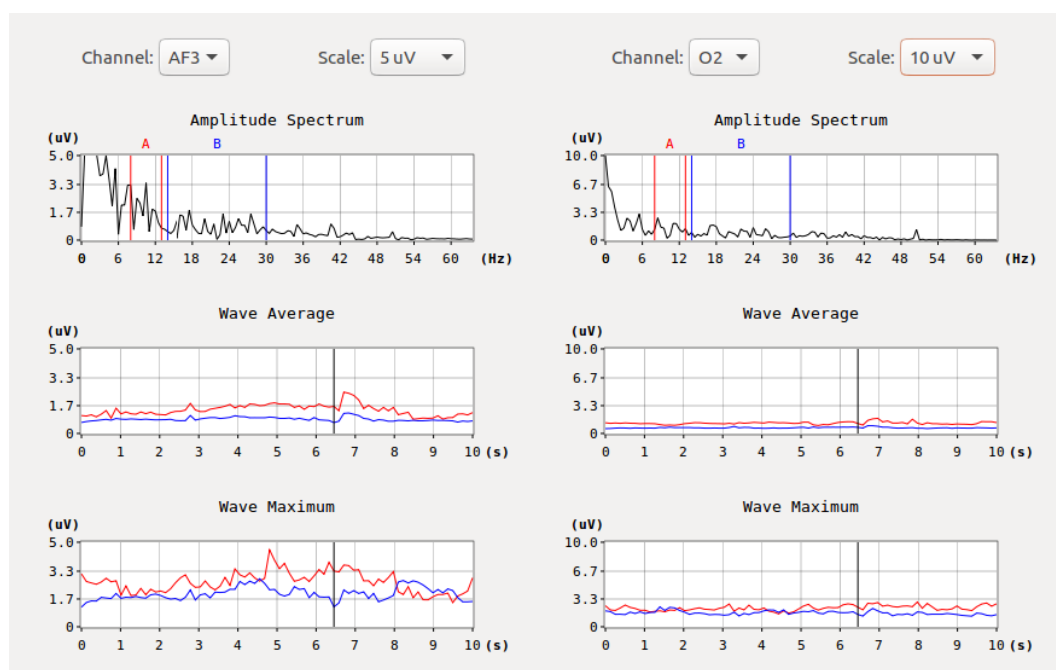 Channel: AF3 Scale: 5 uV Channel: O2 Scale: 10 uV
Amplitude Spectrum Amplitude Spectrum
(uV) A B (uV) A B
5.0 10.0
3.3 6.7
1.7 3.3
0 0
0 6 12 18 24 30 36 42 48 54 60 (Hz) 0 6 12 18 24 30 36 42 48 54 60 (Hz)
Wave Average Wave Average
(uV) (uV)
5.0 10.0
3.3 6.7
1.7 3.3
0 0
0 1 2 3 4 5 6 7 8 9 10 (s) 0 1 2 3 4 5 6 7 8 9 10 (s)
Wave Maximum Wave Maximum
(uV) (uV)
5.0 10.0
3.3 6.7
1.7 3.3
0 0
0 1 2 3 4 5 6 7 8 9 10 (s) 0 1 2 3 4 5 6 7 8 9 10 (s)